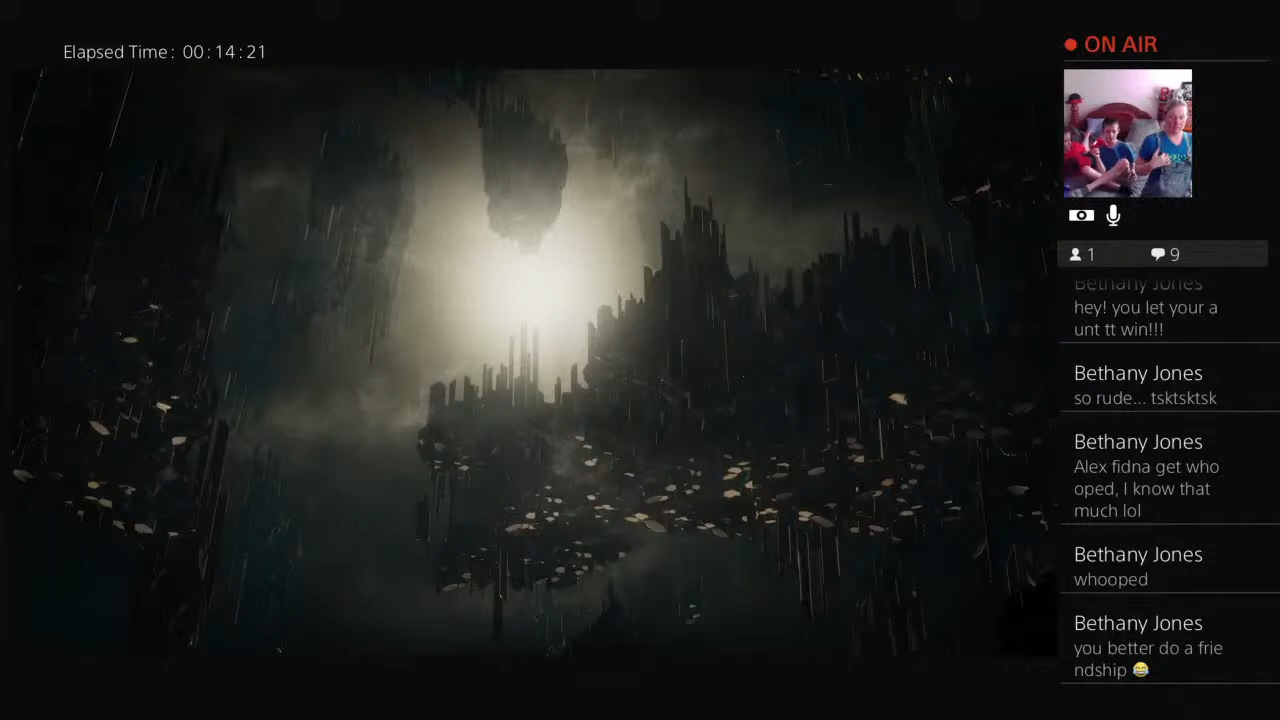 Elapsed Time: 00:14:21
ON AIR
1 9
Bethany Jones
hey! you let your a
unt tt win!!!
Bethany Jones
so rude... tsktsktsk
Bethany Jones
Alex fidna get who
oped, I know that
much lol
Bethany Jones
whooped
Bethany Jones
you better do a frie
ndship 😂